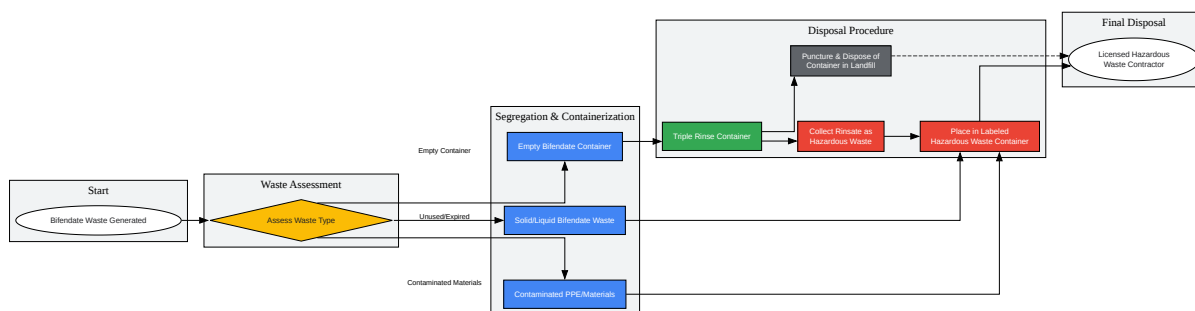 Start
Bifendate Waste Generated
Waste Assessment
Assess Waste Type
Empty Container
Unused/Expired
Contaminated Materials
Segregation & Containerization
Empty Bifendate Container
Solid/Liquid Bifendate Waste
Contaminated PPE/Materials
Disposal Procedure
Puncture & Dispose of
Container in Landfill
Triple Rinse Container
Collect Rinsate as
Hazardous Waste
Place in Labeled
Hazardous Waste Container
Final Disposal
Licensed Hazardous
Waste Contractor